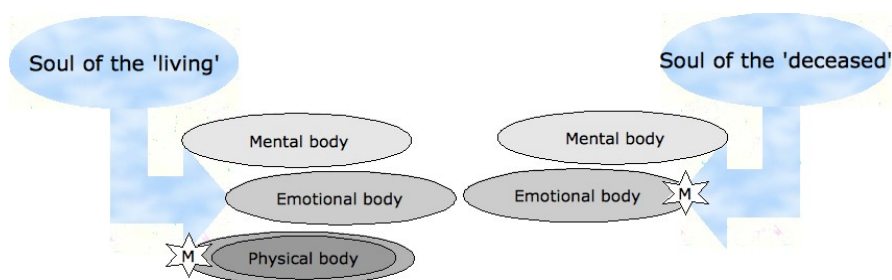 Soul of the 'living'
Soul of the 'deceased'
Mental body
Mental body
Emotional body
Emotional body
M
M
Physical body